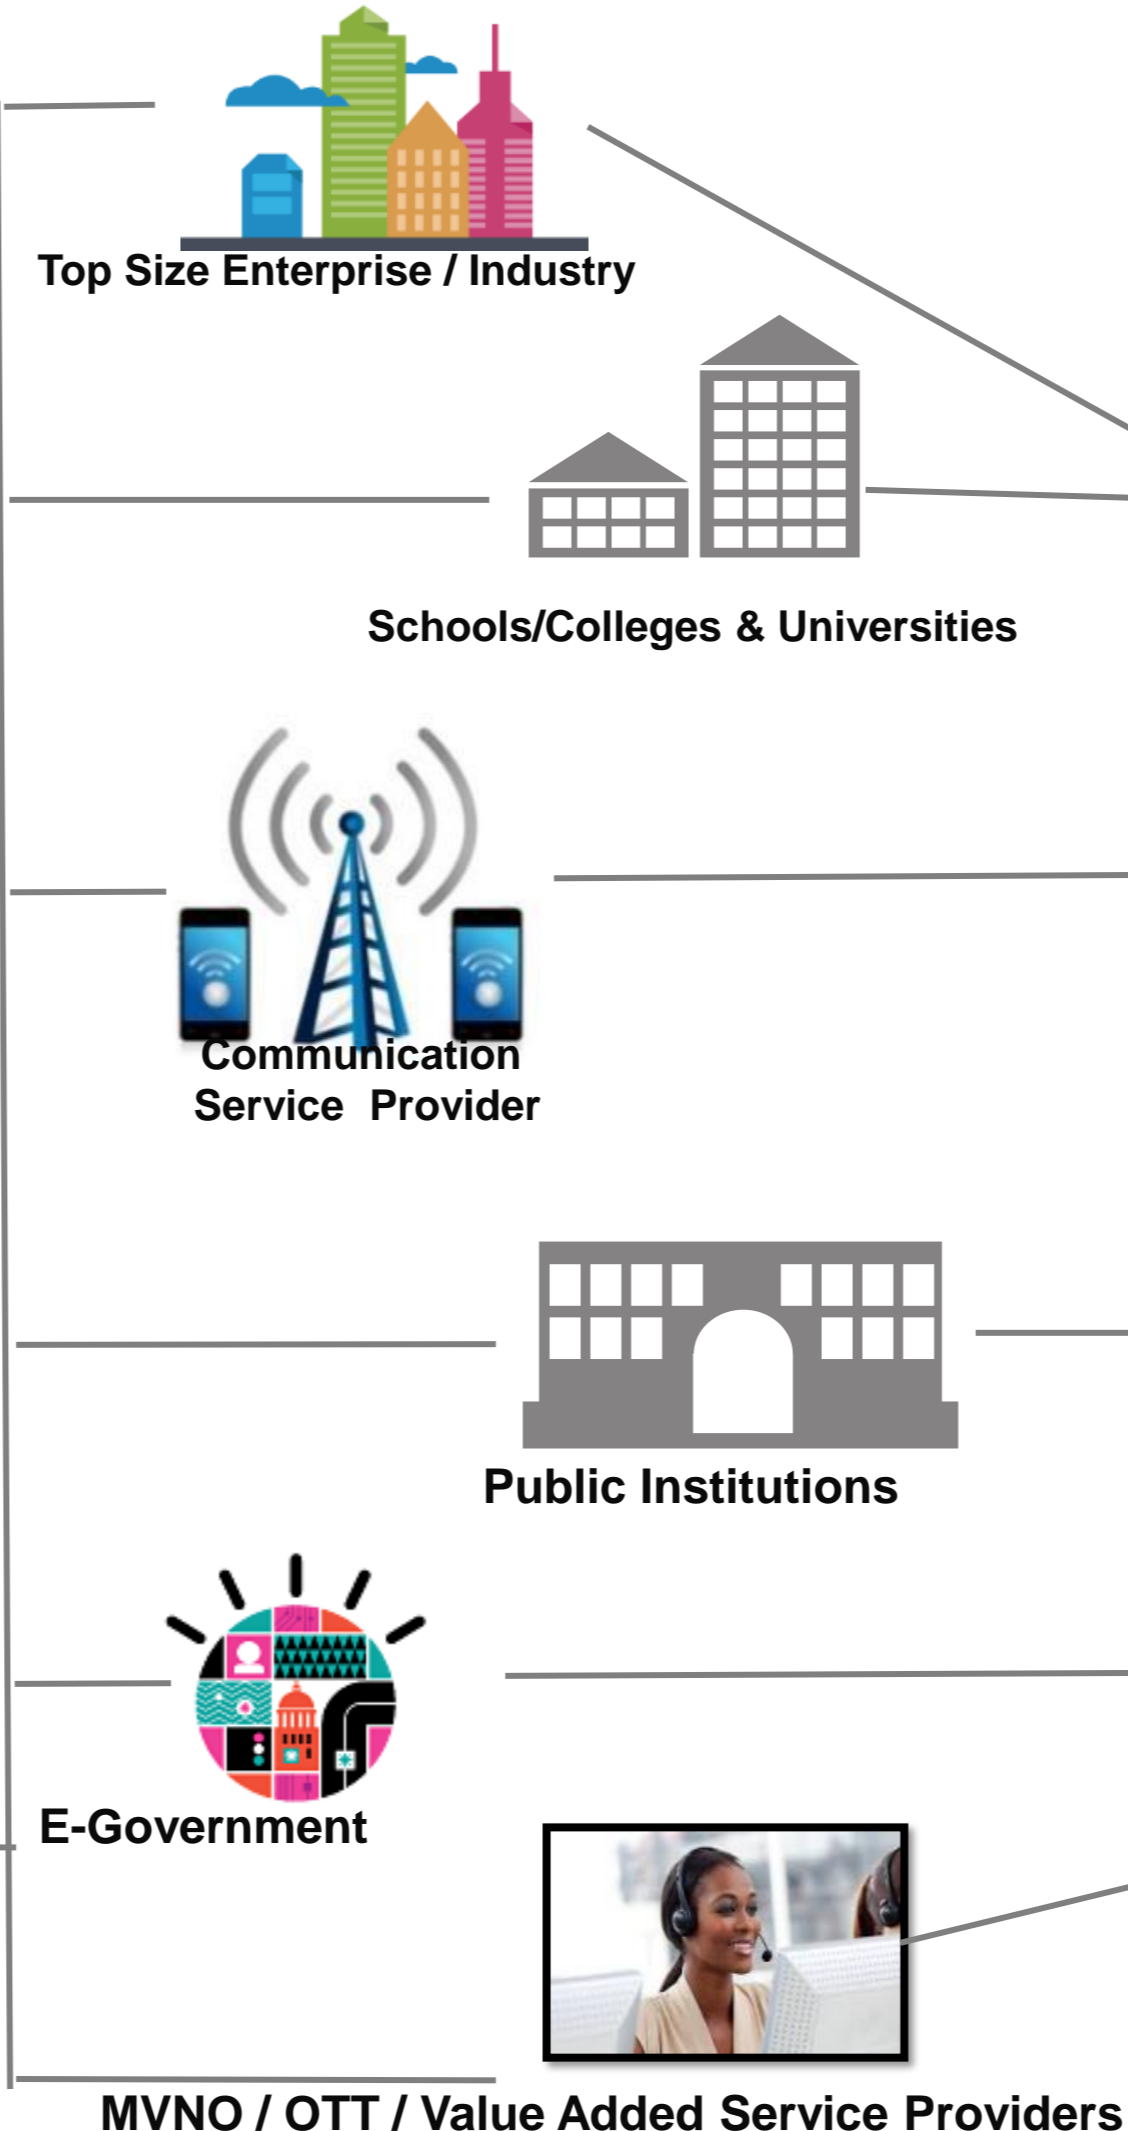 Top Size Enterprise / Industry
Schools/Colleges & Universities
Communication
Service  Provider
Public Institutions
E-Government
MVNO / OTT / Value Added Service Providers